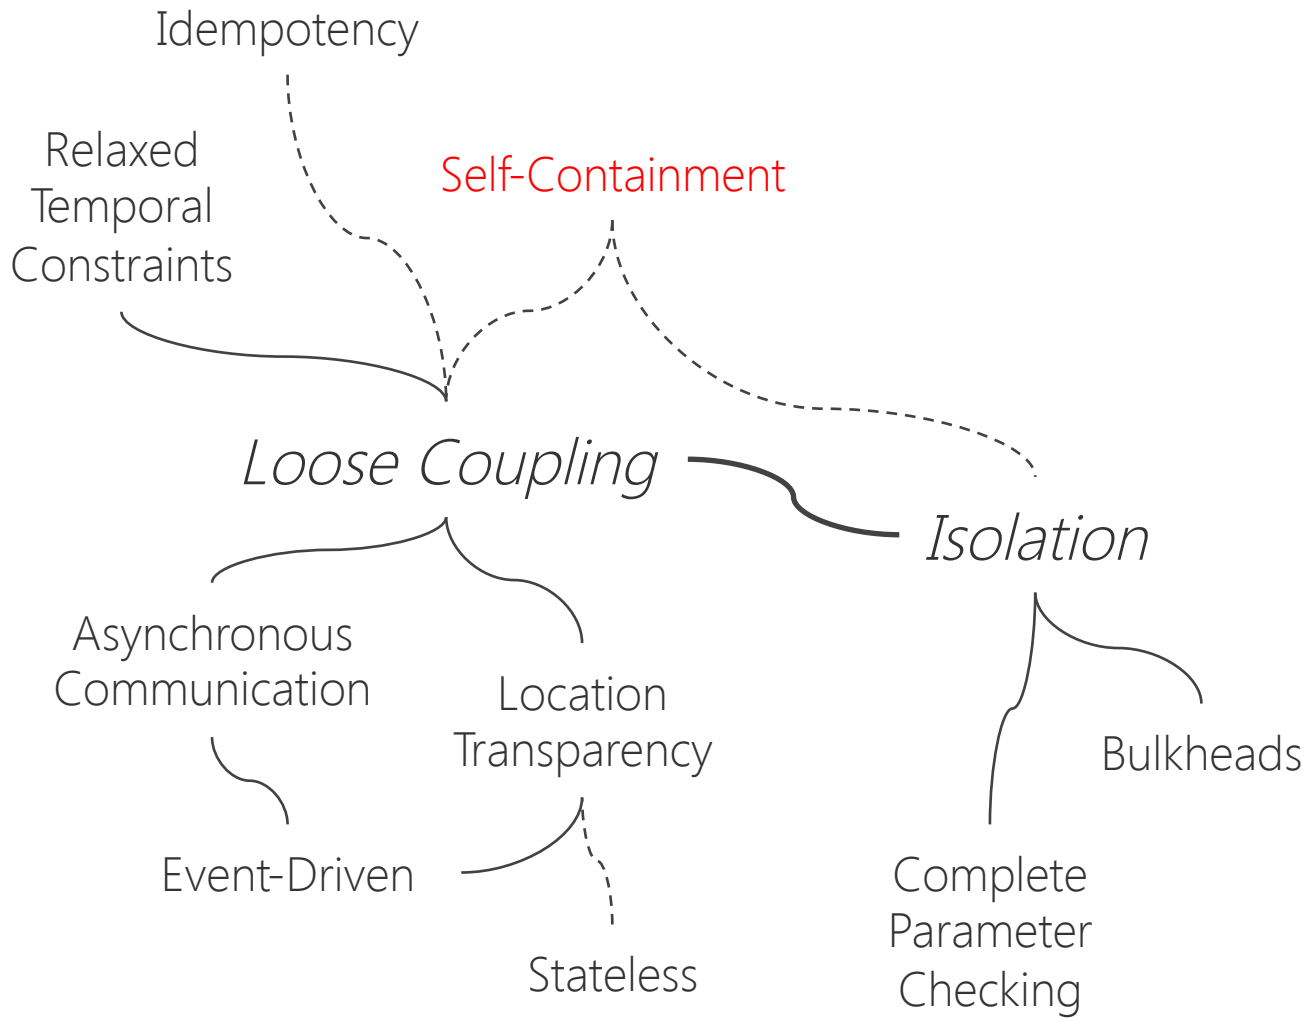 Idempotency
Relaxed
Temporal
Constraints
Self-Containment
Loose Coupling
Isolation
Asynchronous
Communication
Location
Transparency
Bulkheads
Event-Driven
Complete
Parameter
Checking
Stateless